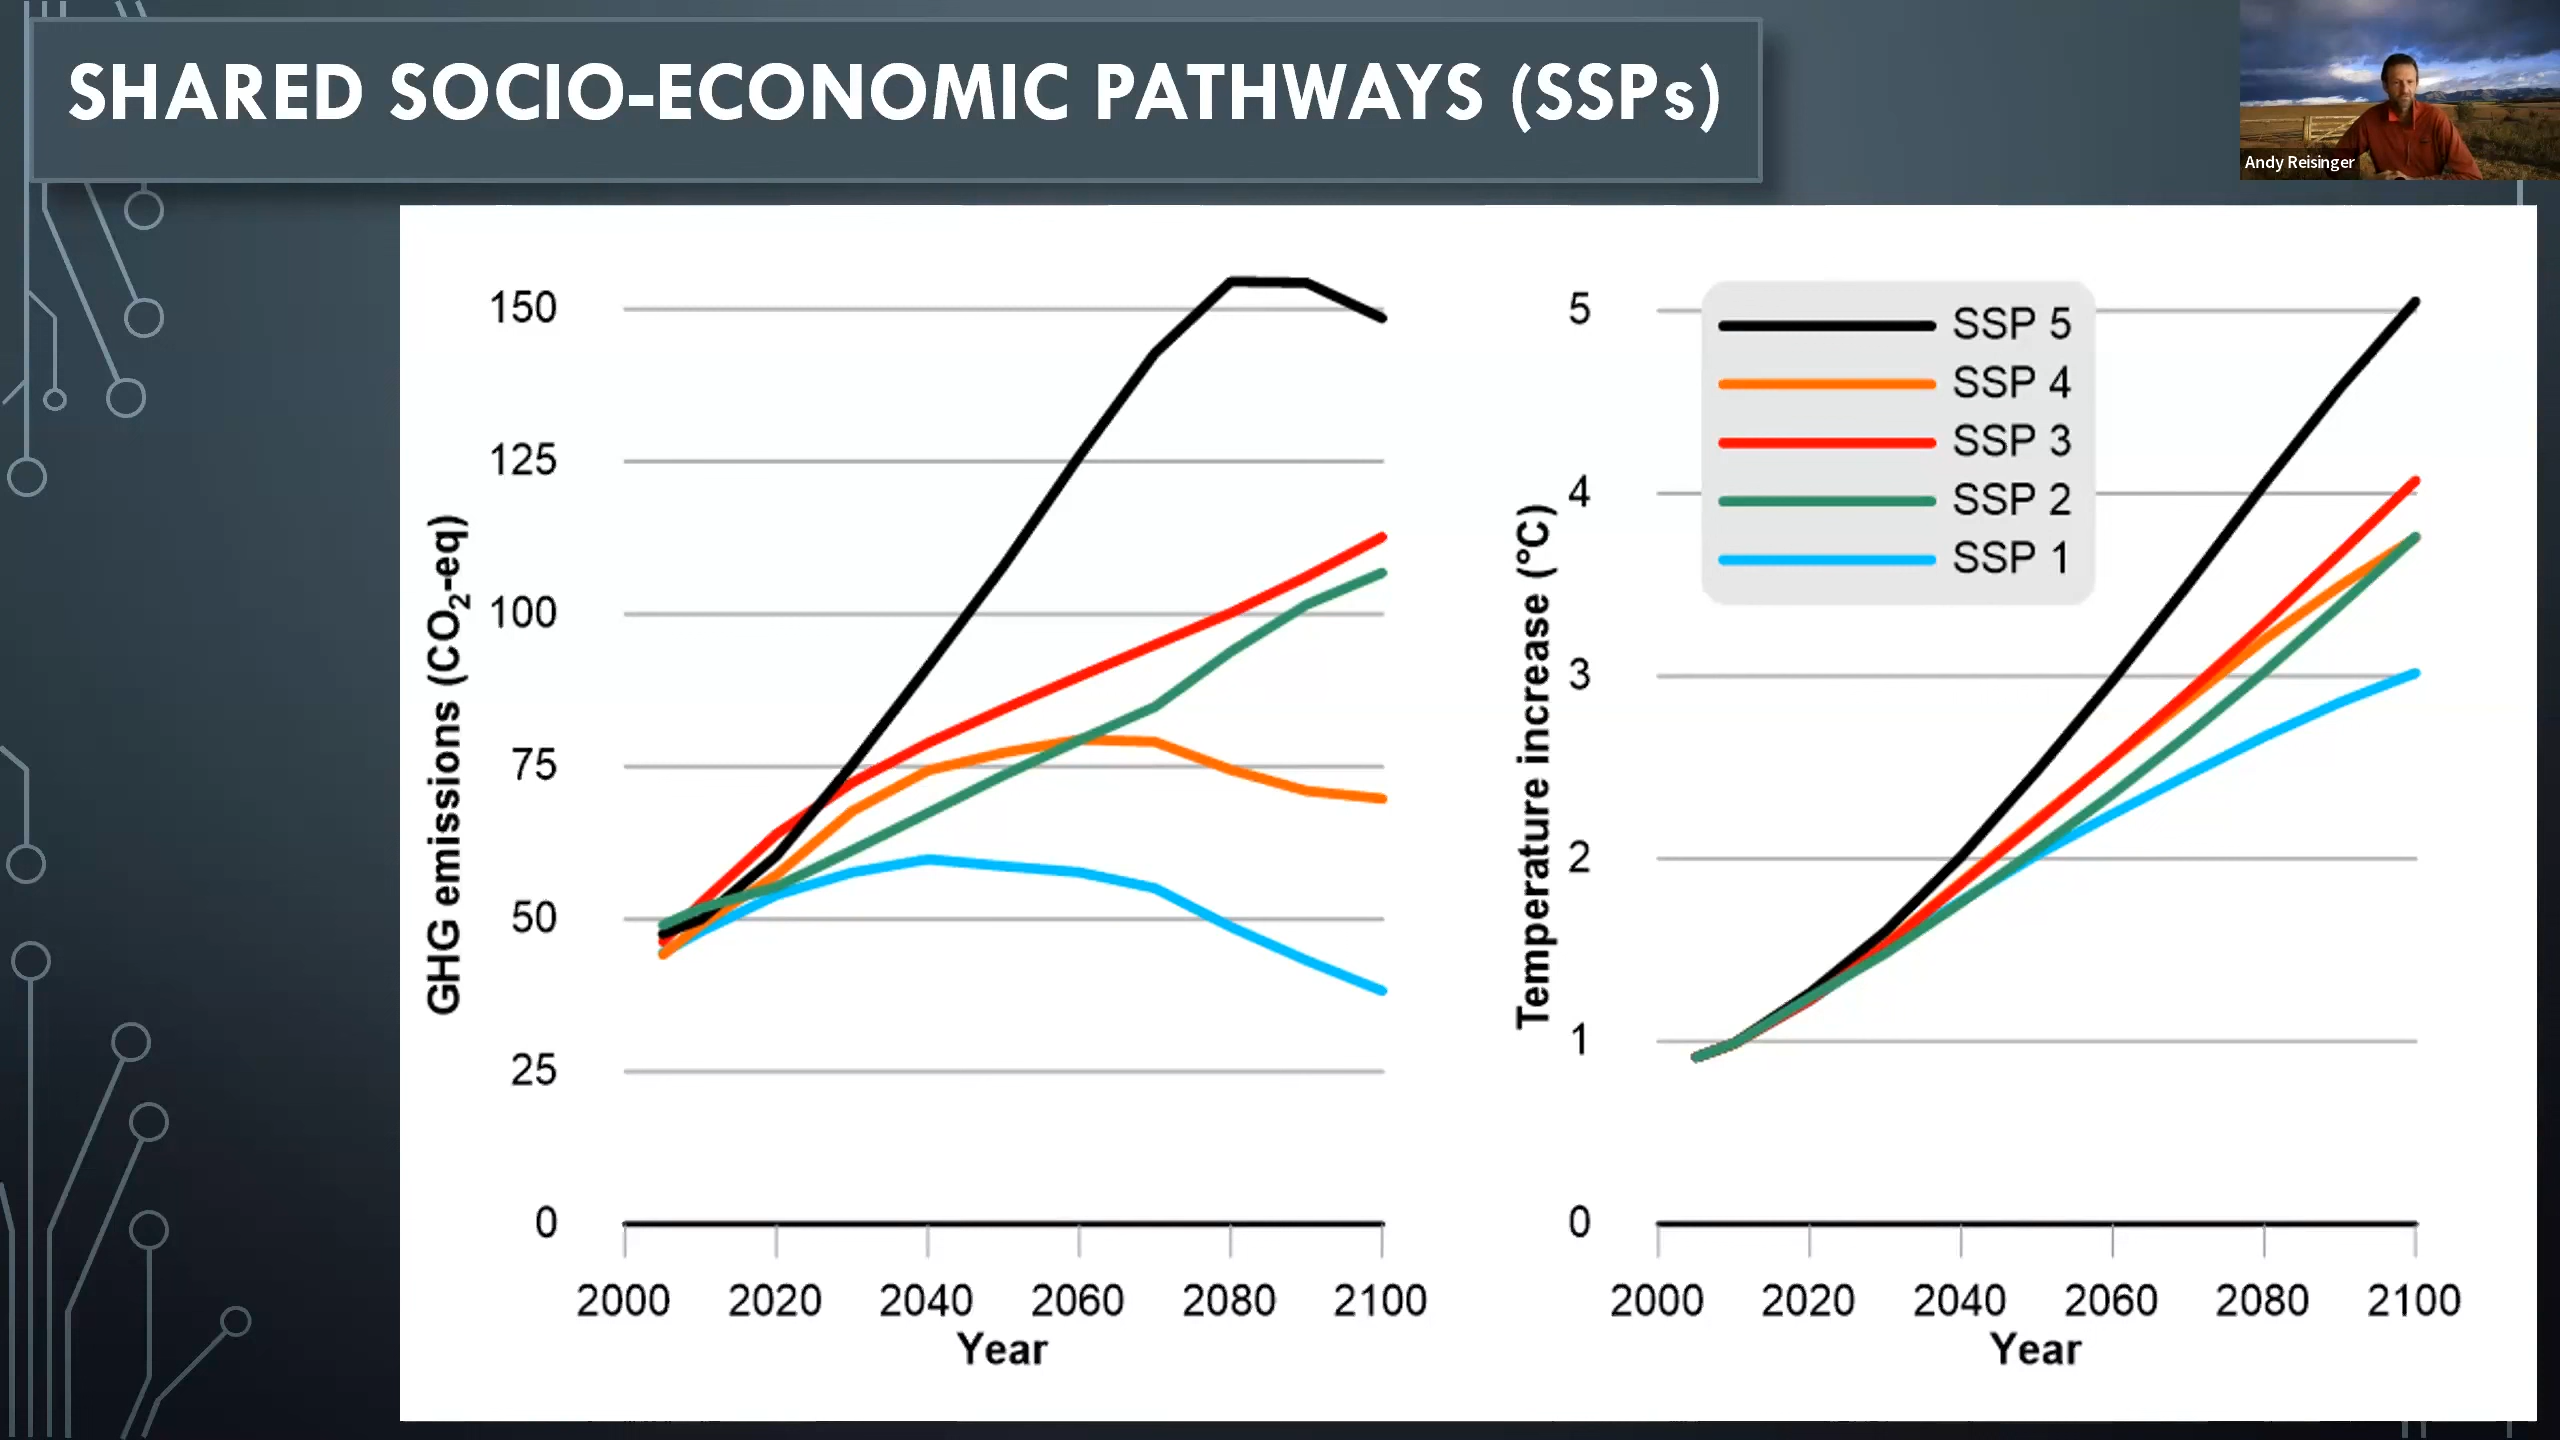 SHARED SOCIO-ECONOMIC PATHWAYS (SSPs)
Andy Reisinger
GHG emissions (CO₂-eq)
150
125
100
75
50
25
0
2000 2020 2040 2060 2080 2100
Year
Temperature increase (°C)
5
4
3
2
1
0
SSP 5
SSP 4
SSP 3
SSP 2
SSP 1
2000 2020 2040 2060 2080 2100
Year